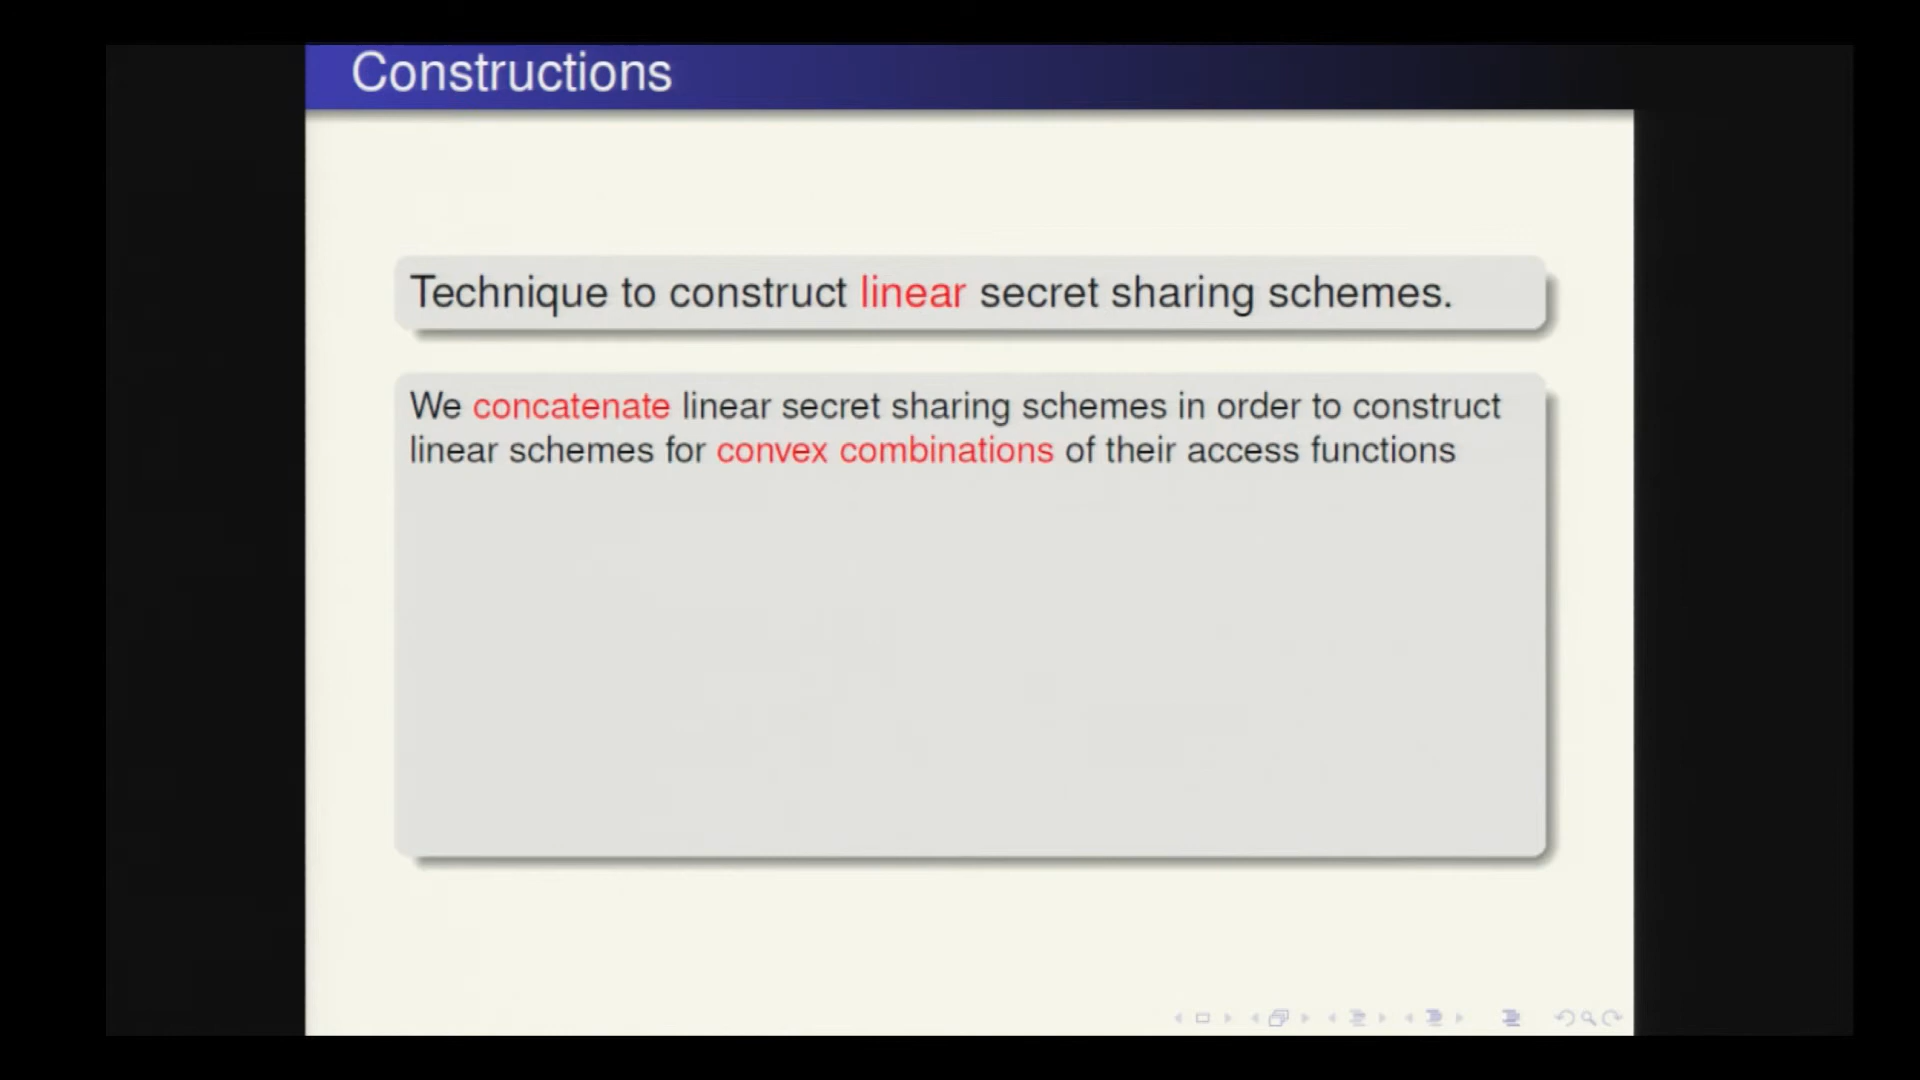 Constructions
Technique to construct linear secret sharing schemes.
We concatenate linear secret sharing schemes in order to construct
linear schemes for convex combinations of their access functions